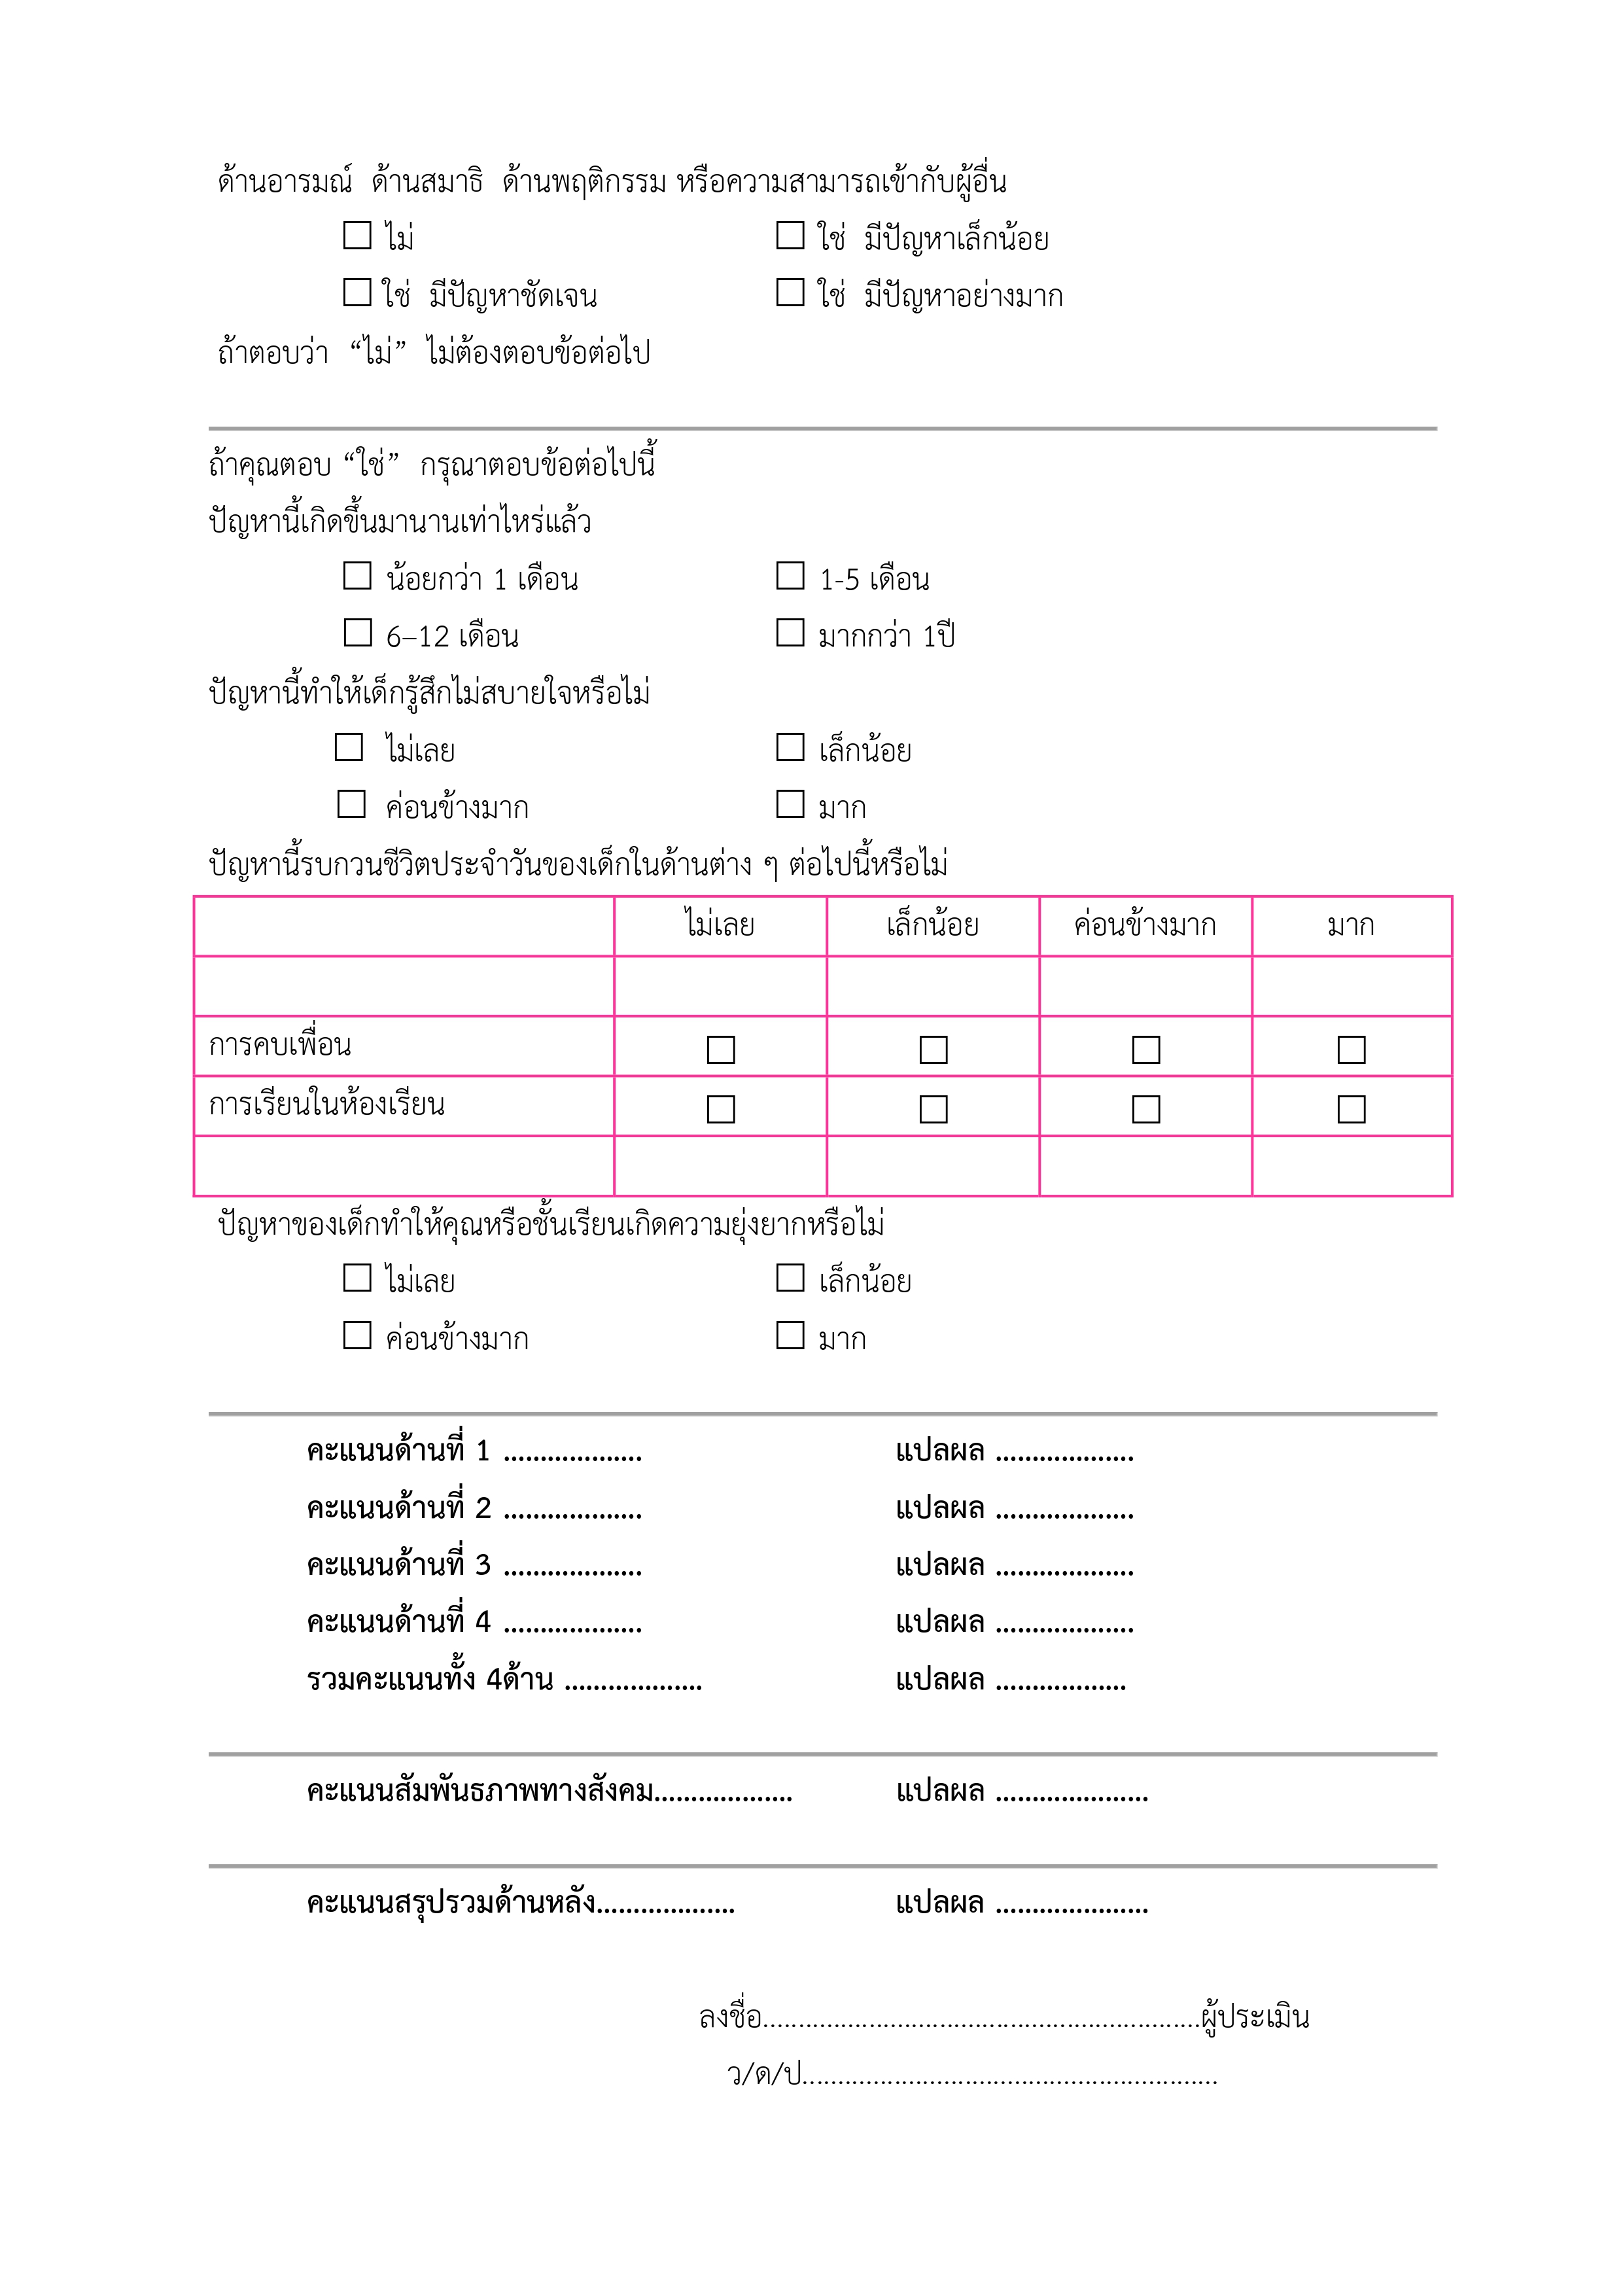 ด้านอารมณ์ ด้านสมาธิ ด้านพฤติกรรม หรือความสามารถเข้ากับผู้อื่น
☐ ไม่ ☐ ใช่ มีปัญหาเล็กน้อย
☐ ใช่ มีปัญหาชัดเจน ☐ ใช่ มีปัญหาอย่างมาก
ถ้าตอบว่า “ไม่” ไม่ต้องตอบข้อต่อไป
ถ้าคุณตอบ “ใช่” กรุณาตอบข้อต่อไปนี้
ปัญหานี้เกิดขึ้นมานานเท่าไหร่แล้ว
☐ น้อยกว่า 1 เดือน ☐ 1-5 เดือน
☐ 6–12 เดือน ☐ มากกว่า 1ปี
ปัญหานี้ทำให้เด็กรู้สึกไม่สบายใจหรือไม่
☐ ไม่เลย ☐ เล็กน้อย
☐ ค่อนข้างมาก ☐ มาก
ปัญหานี้รบกวนชีวิตประจำวันของเด็กในด้านต่าง ๆ ต่อไปนี้หรือไม่
ไม่เลย เล็กน้อย ค่อนข้างมาก มาก
การคบเพื่อน ☐ ☐ ☐ ☐
การเรียนในห้องเรียน ☐ ☐ ☐ ☐
ปัญหาของเด็กทำให้คุณหรือชั้นเรียนเกิดความยุ่งยากหรือไม่
☐ ไม่เลย ☐ เล็กน้อย
☐ ค่อนข้างมาก ☐ มาก
คะแนนด้านที่ 1 ................... แปลผล ...................
คะแนนด้านที่ 2 ................... แปลผล ...................
คะแนนด้านที่ 3 ................... แปลผล ...................
คะแนนด้านที่ 4 ................... แปลผล ...................
รวมคะแนนทั้ง 4ด้าน ................... แปลผล ..................
คะแนนสัมพันธภาพทางสังคม................... แปลผล .....................
คะแนนสรุปรวมด้านหลัง................... แปลผล .....................
ลงชื่อ..............................................................ผู้ประเมิน
ว/ด/ป...........................................................